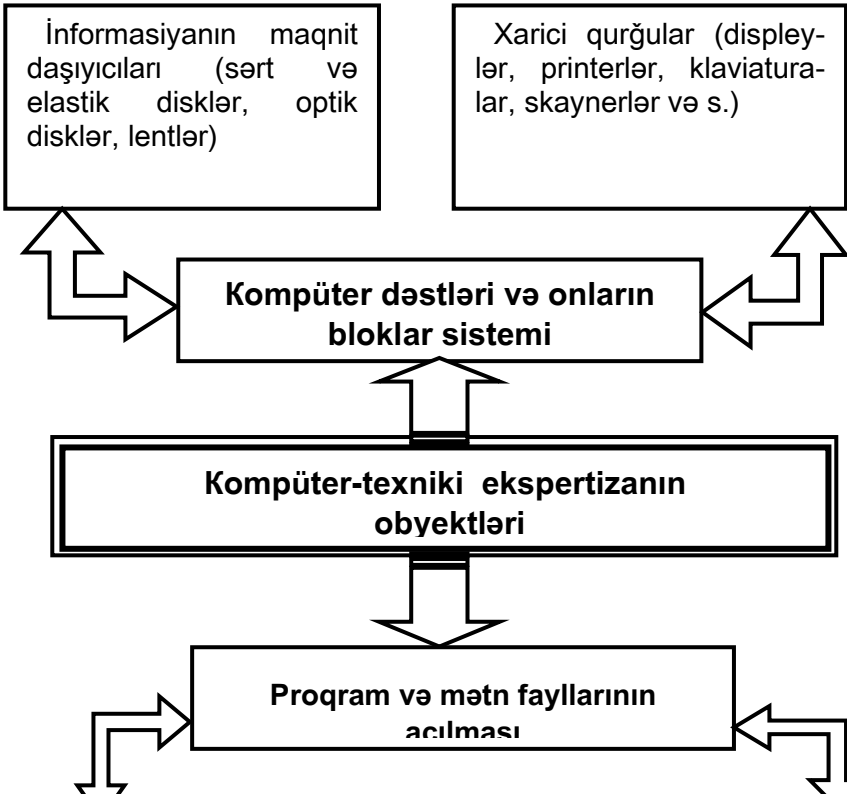 İnformasiyanın maqnit
daşıyıcıları (sərt və
elastik disklər, optik
disklər, lentlər)
Xarici qurğular (displey-
lər, printerlər, klaviatura-
lar, skaynerlər və s.)
Kompüter dəstləri və onların
bloklar sistemi
Kompüter-texniki ekspertizanın
obyektləri
Proqram və mətn fayllarının
açılması